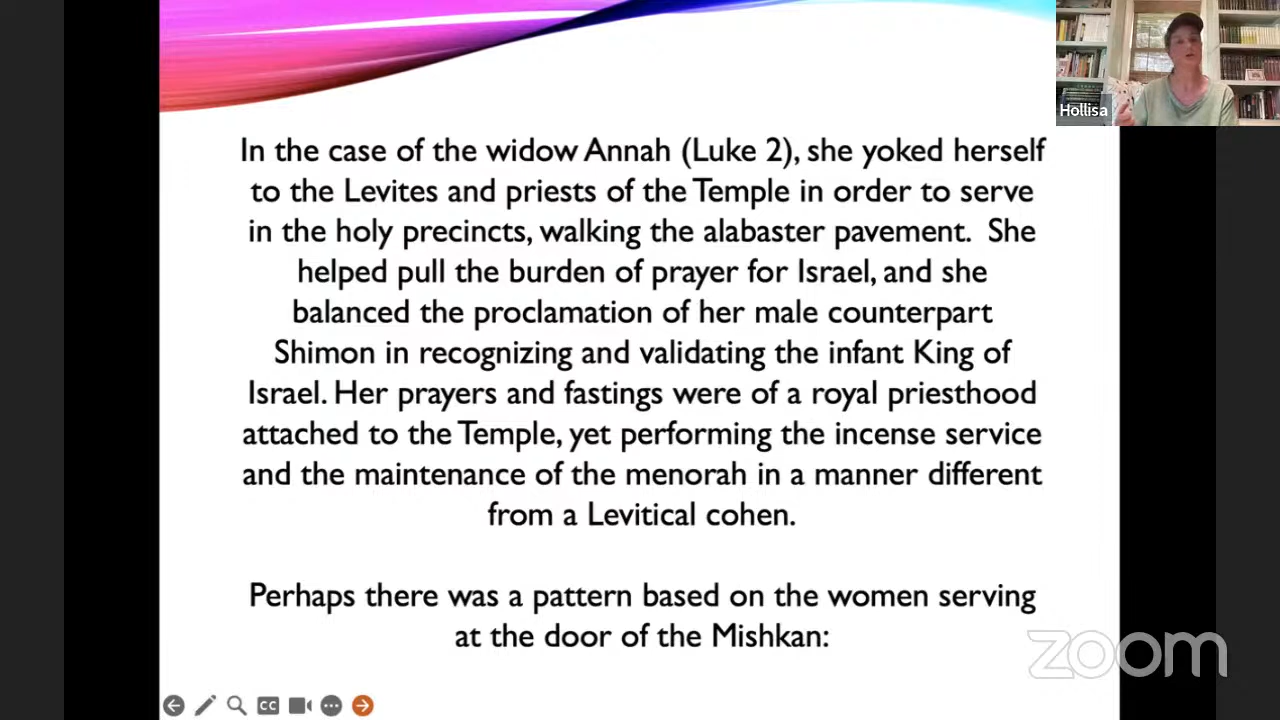 Hollisa
In the case of the widow Annah (Luke 2), she yoked herself
to the Levites and priests of the Temple in order to serve
in the holy precincts, walking the alabaster pavement.  She
helped pull the burden of prayer for Israel, and she
balanced the proclamation of her male counterpart
Shimon in recognizing and validating the infant King of
Israel. Her prayers and fastings were of a royal priesthood
attached to the Temple, yet performing the incense service
and the maintenance of the menorah in a manner different
from a Levitical cohen.
Perhaps there was a pattern based on the women serving
at the door of the Mishkan:
zoom
CC